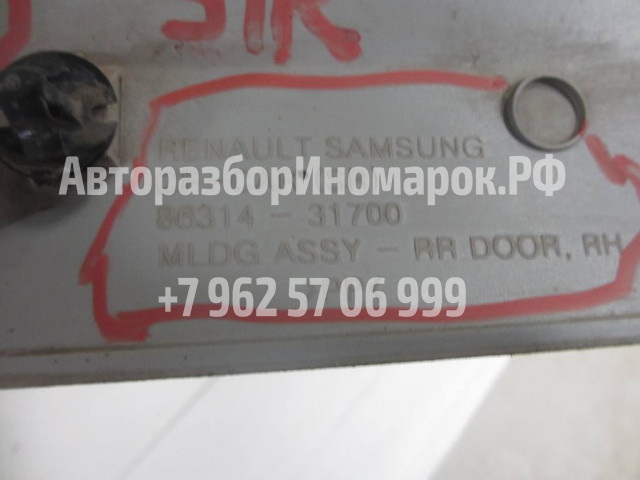 RENAULT SAMSUNG
АвторазборИномарок.РФ
86314 - 31700
MLDG ASSY - RR DOOR, RH
+7 962 57 06 999